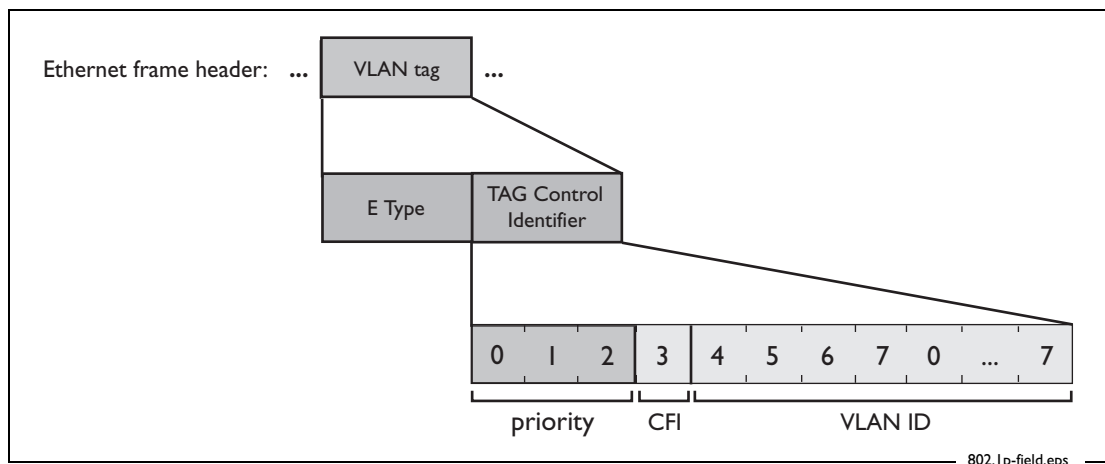 Ethernet frame header: ... VLAN tag ...
E Type TAG Control
Identifier
0 1 2 3 4 5 6 7 0 ... 7
priority CFI VLAN ID
802.1p-field.eps